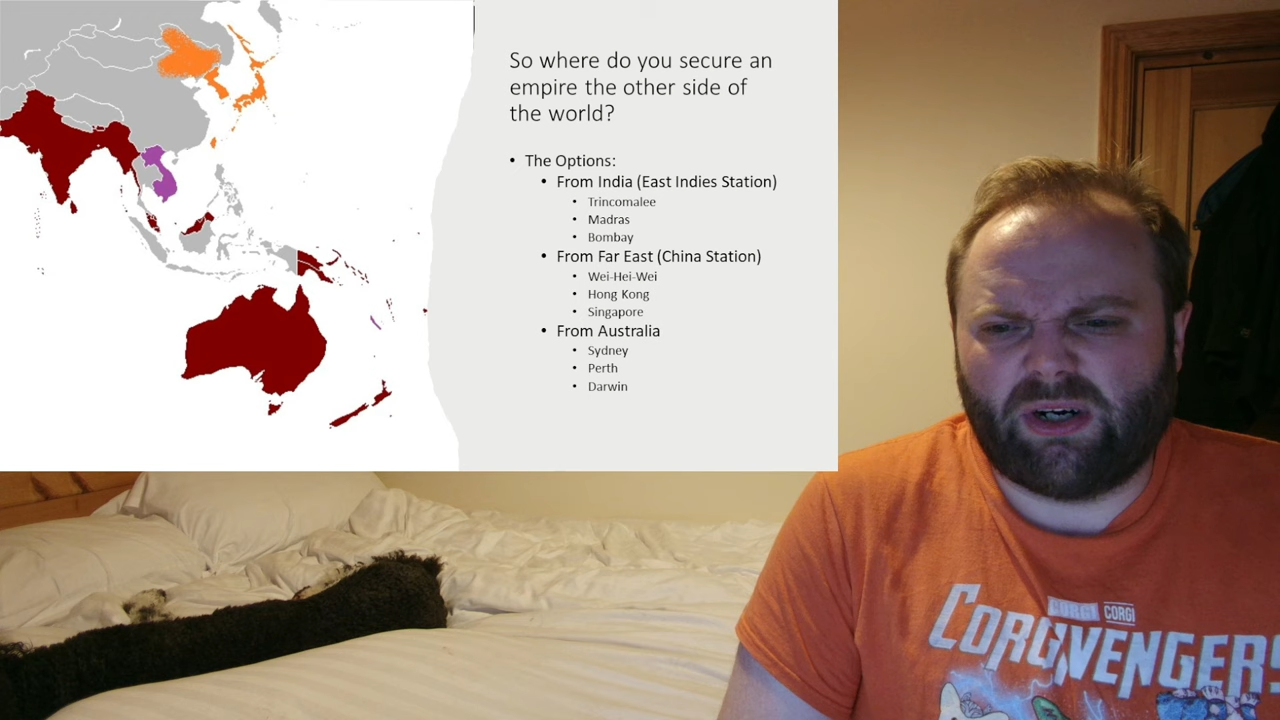 So where do you secure an
empire the other side of
the world?
• The Options:
• From India (East Indies Station)
• Trincomalee
• Madras
• Bombay
• From Far East (China Station)
• Wei-Hei-Wei
• Hong Kong
• Singapore
• From Australia
• Sydney
• Perth
• Darwin
CORGI CORGI
CORGIVENGERS